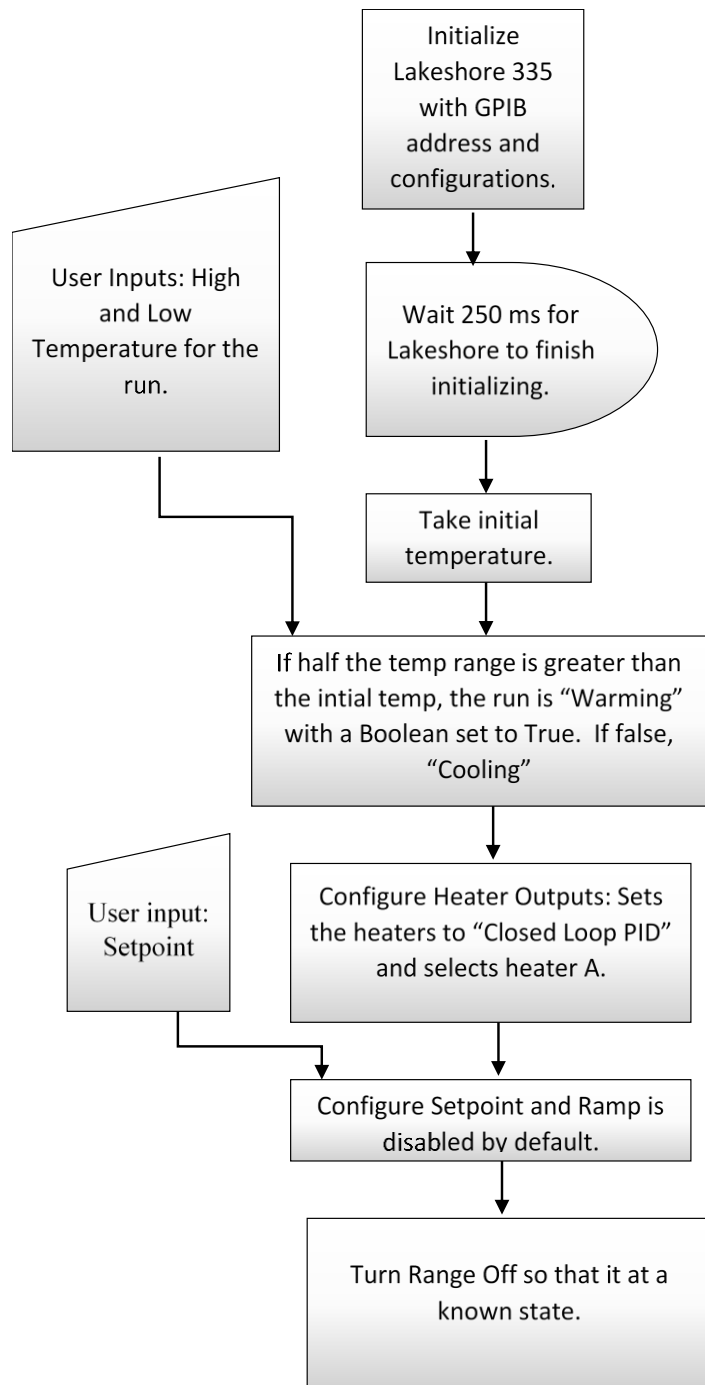 Initialize
Lakeshore 335
with GPIB
address and
configurations.
User Inputs: High
and Low
Temperature for the
run.
Wait 250 ms for
Lakeshore to finish
initializing.
Take initial
temperature.
If half the temp range is greater than
the intial temp, the run is “Warming”
with a Boolean set to True.  If false,
“Cooling”
User input:
Setpoint
Configure Heater Outputs: Sets
the heaters to “Closed Loop PID”
and selects heater A.
Configure Setpoint and Ramp is
disabled by default.
Turn Range Off so that it at a
known state.